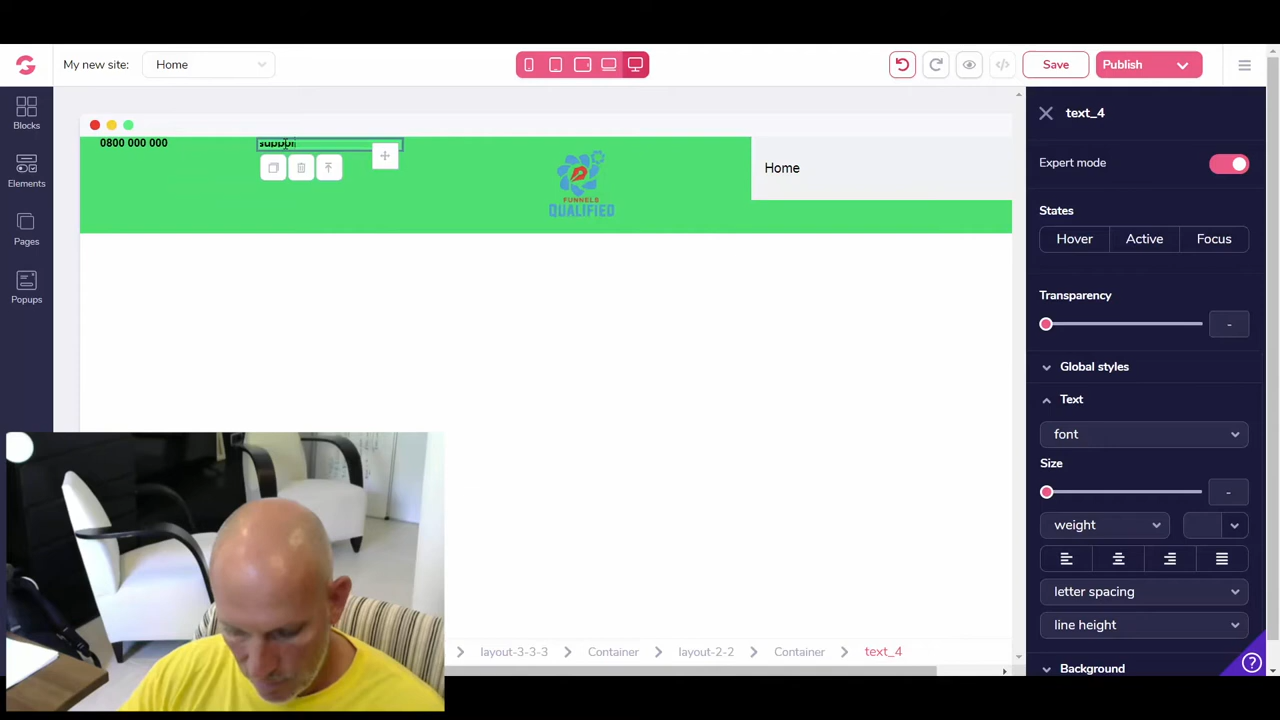 My new site:
Home
Save
Publish
Blocks
Elements
Pages
Popups
0800 000 000
FUNNELS
QUALIFIED
Home
text_4
Expert mode
States
Hover
Active
Focus
Transparency
-
Global styles
Text
font
Size
-
weight
letter spacing
line height
Background
layout-3-3-3
Container
layout-2-2
Container
text_4